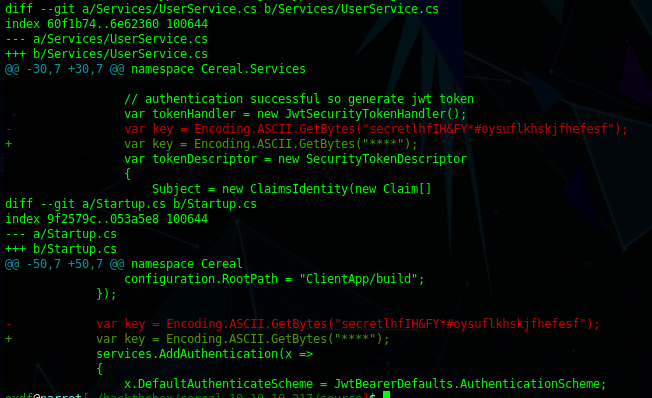 diff --git a/Services/UserService.cs b/Services/UserService.cs
index 60f1b74..6e62360 100644
--- a/Services/UserService.cs
+++ b/Services/UserService.cs
@@ -30,7 +30,7 @@ namespace Cereal.Services
// authentication successful so generate jwt token
var tokenHandler = new JwtSecurityTokenHandler();
- var key = Encoding.ASCII.GetBytes("secretlhfIH&FY*#oysuflkhskjfhefesf");
+ var key = Encoding.ASCII.GetBytes("****");
var tokenDescriptor = new SecurityTokenDescriptor
{
Subject = new ClaimsIdentity(new Claim[]
diff --git a/Startup.cs b/Startup.cs
index 9f2579c..053a5e8 100644
--- a/Startup.cs
+++ b/Startup.cs
@@ -50,7 +50,7 @@ namespace Cereal
configuration.RootPath = "ClientApp/build";
});
- var key = Encoding.ASCII.GetBytes("secretlhfIH&FY*#oysuflkhskjfhefesf");
+ var key = Encoding.ASCII.GetBytes("****");
services.AddAuthentication(x =>
{
x.DefaultAuthenticateScheme = JwtBearerDefaults.AuthenticationScheme;